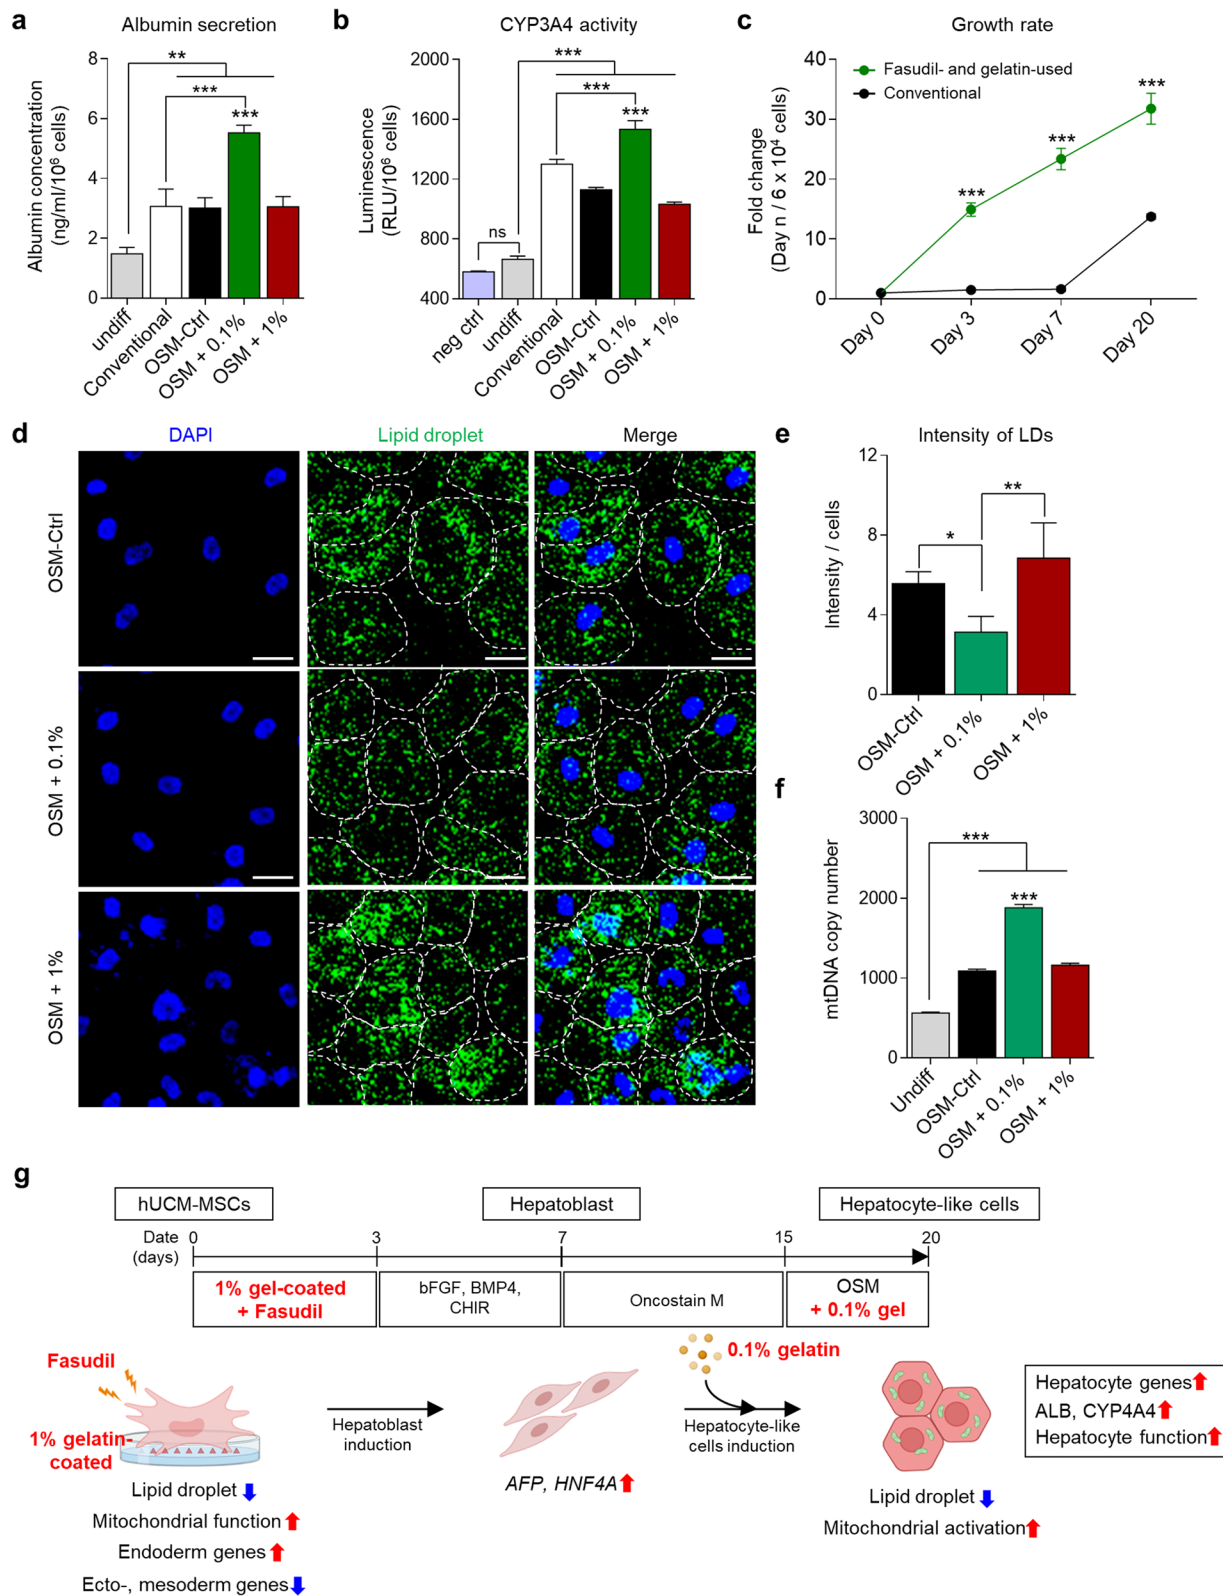 a
Albumin secretion
Albumin concentration
(ng/ml/10⁶ cells)
8
6
4
2
0
**
***
***
undiff
Conventional
OSM-Ctrl
OSM + 0.1%
OSM + 1%
b
CYP3A4 activity
Luminescence
(RLU/10⁶ cells)
2000
1600
1200
800
400
***
***
***
ns
neg ctrl
undiff
Conventional
OSM-Ctrl
OSM + 0.1%
OSM + 1%
c
Growth rate
Fold change
(Day n / 6 x 10⁴ cells)
40
30
20
10
0
Fasudil- and gelatin-used
Conventional
***
***
***
Day 0
Day 3
Day 7
Day 20
d
DAPI
Lipid droplet
Merge
OSM-Ctrl
OSM + 0.1%
OSM + 1%
e
Intensity of LDs
Intensity / cells
12
8
4
0
*
**
OSM-Ctrl
OSM + 0.1%
OSM + 1%
f
mtDNA copy number
3000
2000
1000
0
***
***
Undiff
OSM-Ctrl
OSM + 0.1%
OSM + 1%
g
hUCM-MSCs
Hepatoblast
Hepatocyte-like cells
Date
(days)
0
3
7
15
20
1% gel-coated
+ Fasudil
bFGF, BMP4,
CHIR
Oncostain M
OSM
+ 0.1% gel
Fasudil
1% gelatin-
coated
Hepatoblast
induction
0.1% gelatin
Hepatocyte-like
cells induction
Hepatocyte genes
ALB, CYP4A4
Hepatocyte function
AFP, HNF4A
Lipid droplet
Mitochondrial function
Endoderm genes
Ecto-, mesoderm genes
Lipid droplet
Mitochondrial activation